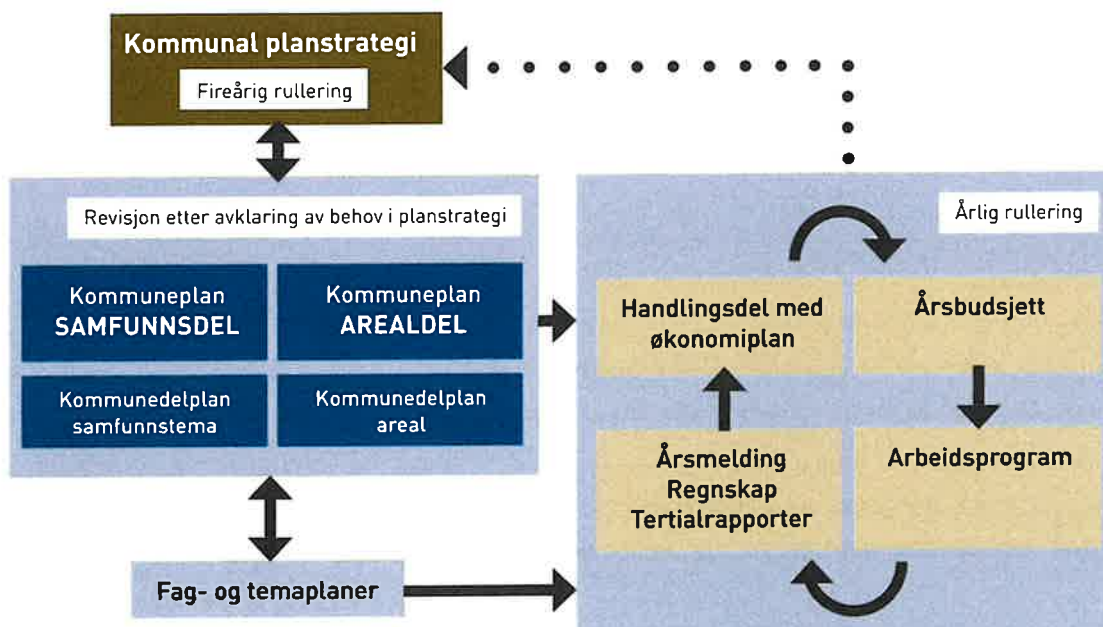 Kommunal planstrategi
Fireårig rullering
Revisjon etter avklaring av behov i planstrategi
Kommuneplan
SAMFUNNSDEL
Kommuneplan
AREALDEL
Kommunedelplan
samfunnstema
Kommunedelplan
areal
Fag- og temaplaner
Årlig rullering
Handlingsdel med
økonomiplan
Årsbudsjett
Årsmelding
Regnskap
Tertialrapporter
Arbeidsprogram